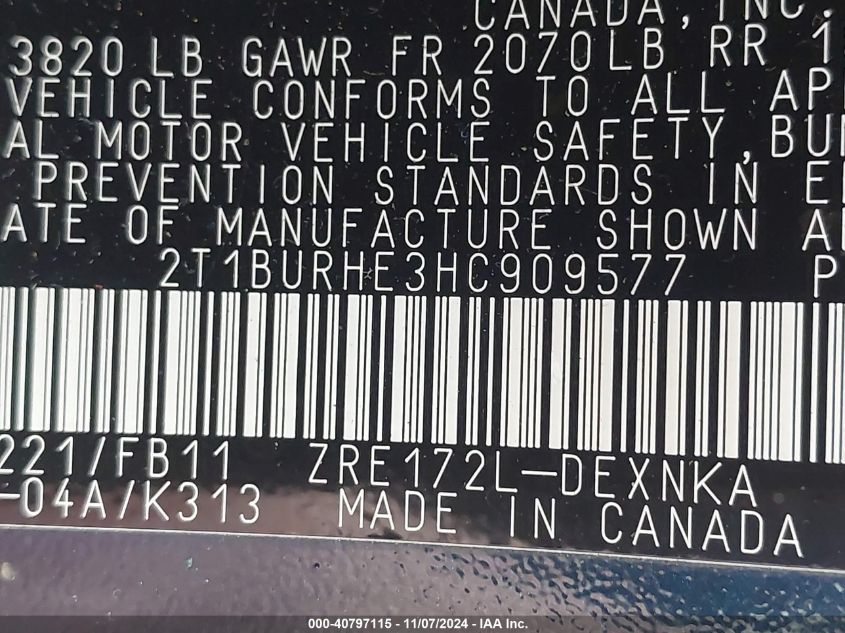 CANADA, INC.
3820 LB GAWR FR 2070LB RR 1
VEHICLE CONFORMS TO ALL AP
AL MOTOR VEHICLE SAFETY, BU
PREVENTION STANDARDS IN E
ATE OF MANUFACTURE SHOWN A
2T1BURHE3HC909577 P
221/FB11 ZRE172L-DEXNKA
-04A/K313 MADE IN CANADA
000-40797115 - 11/07/2024 - IAA Inc.